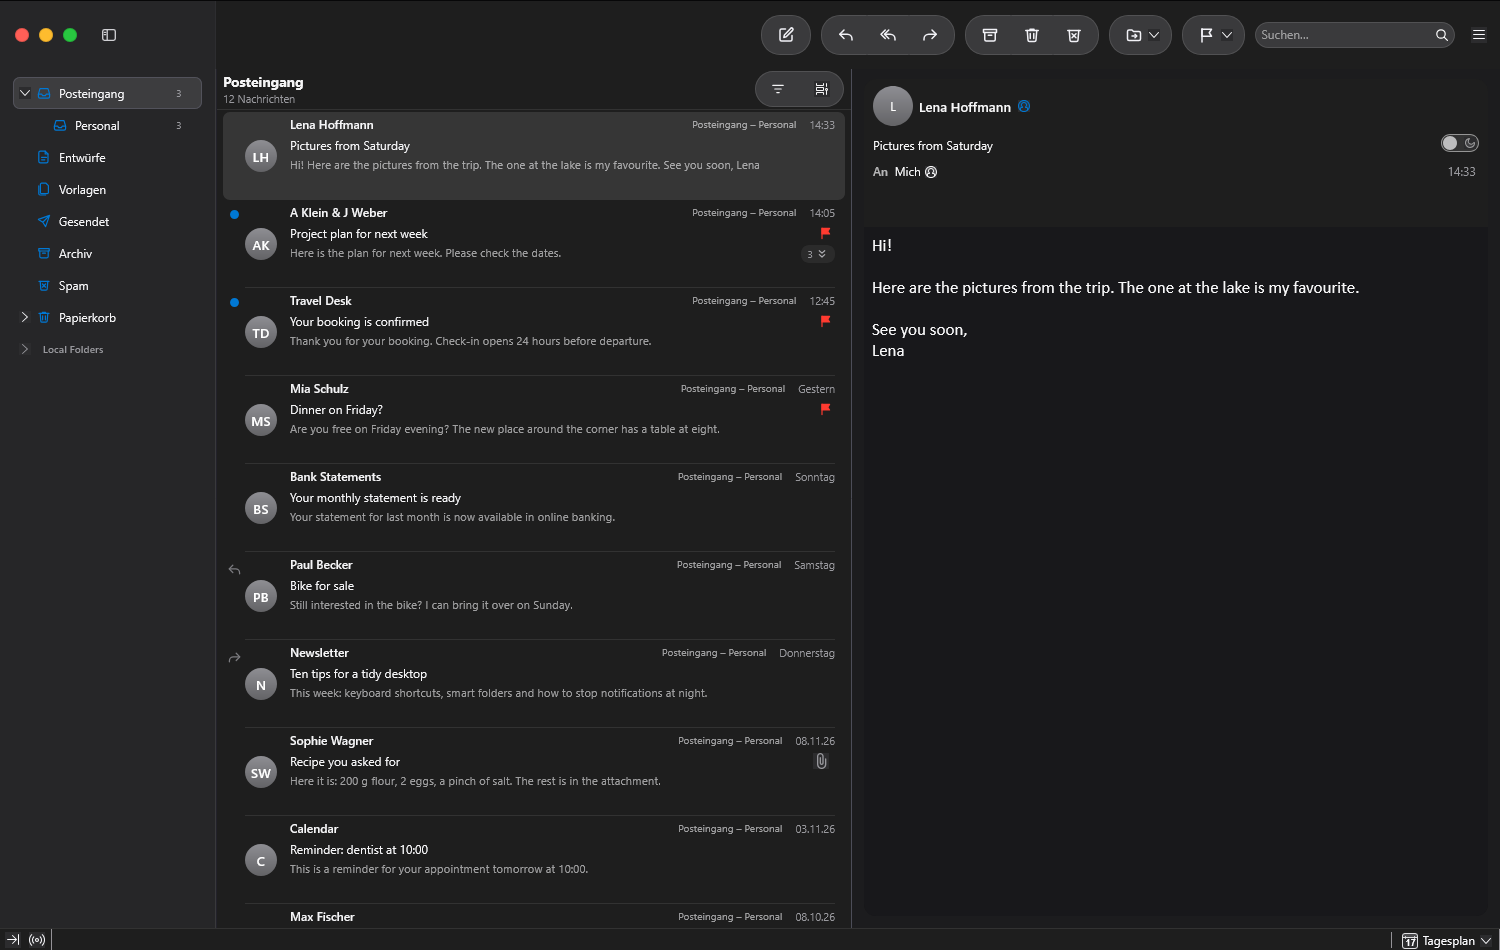 Suchen...
Posteingang 3
Personal 3
Entwürfe
Vorlagen
Gesendet
Archiv
Spam
Papierkorb
Local Folders
Posteingang
12 Nachrichten
Lena Hoffmann Posteingang – Personal 14:33
LH
Pictures from Saturday
Hi! Here are the pictures from the trip. The one at the lake is my favourite. See you soon, Lena
A Klein & J Weber Posteingang – Personal 14:05
AK
Project plan for next week
Here is the plan for next week. Please check the dates. 3
Travel Desk Posteingang – Personal 12:45
TD
Your booking is confirmed
Thank you for your booking. Check-in opens 24 hours before departure.
Mia Schulz Posteingang – Personal Gestern
MS
Dinner on Friday?
Are you free on Friday evening? The new place around the corner has a table at eight.
Bank Statements Posteingang – Personal Sonntag
BS
Your monthly statement is ready
Your statement for last month is now available in online banking.
Paul Becker Posteingang – Personal Samstag
PB
Bike for sale
Still interested in the bike? I can bring it over on Sunday.
Newsletter Posteingang – Personal Donnerstag
N
Ten tips for a tidy desktop
This week: keyboard shortcuts, smart folders and how to stop notifications at night.
Sophie Wagner Posteingang – Personal 08.11.26
SW
Recipe you asked for
Here it is: 200 g flour, 2 eggs, a pinch of salt. The rest is in the attachment.
Calendar Posteingang – Personal 03.11.26
C
Reminder: dentist at 10:00
This is a reminder for your appointment tomorrow at 10:00.
Max Fischer Posteingang – Personal 08.10.26
L
Lena Hoffmann
Pictures from Saturday
An Mich 14:33
Hi!
Here are the pictures from the trip. The one at the lake is my favourite.
See you soon,
Lena
17 Tagesplan